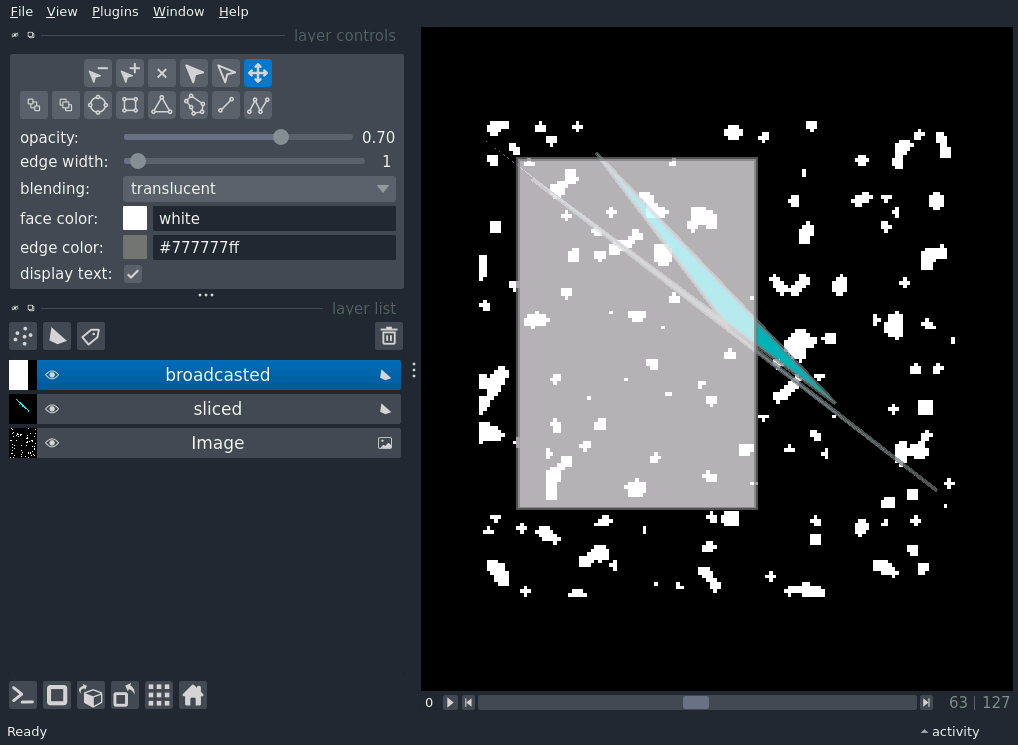 File View Plugins Window Help
layer controls
opacity: 0.70
edge width: 1
blending: translucent
face color: white
edge color: #777777ff
display text:
layer list
broadcasted
sliced
Image
0 63 | 127
Ready activity